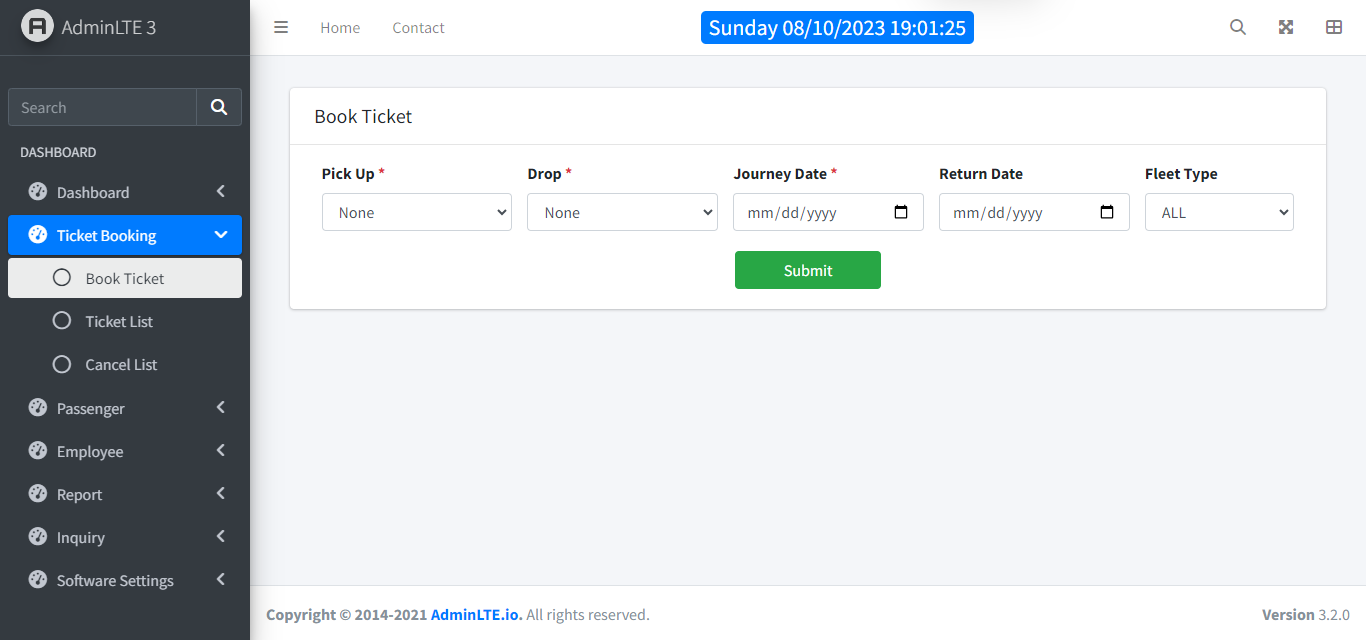 AdminLTE 3
Home
Contact
Sunday 08/10/2023 19:01:25
Search
DASHBOARD
Dashboard
Ticket Booking
Book Ticket
Ticket List
Cancel List
Passenger
Employee
Report
Inquiry
Software Settings
Book Ticket
Pick Up *
Drop *
Journey Date *
Return Date
Fleet Type
None
None
mm/dd/yyyy
mm/dd/yyyy
ALL
Submit
Copyright © 2014-2021 AdminLTE.io. All rights reserved.
Version 3.2.0